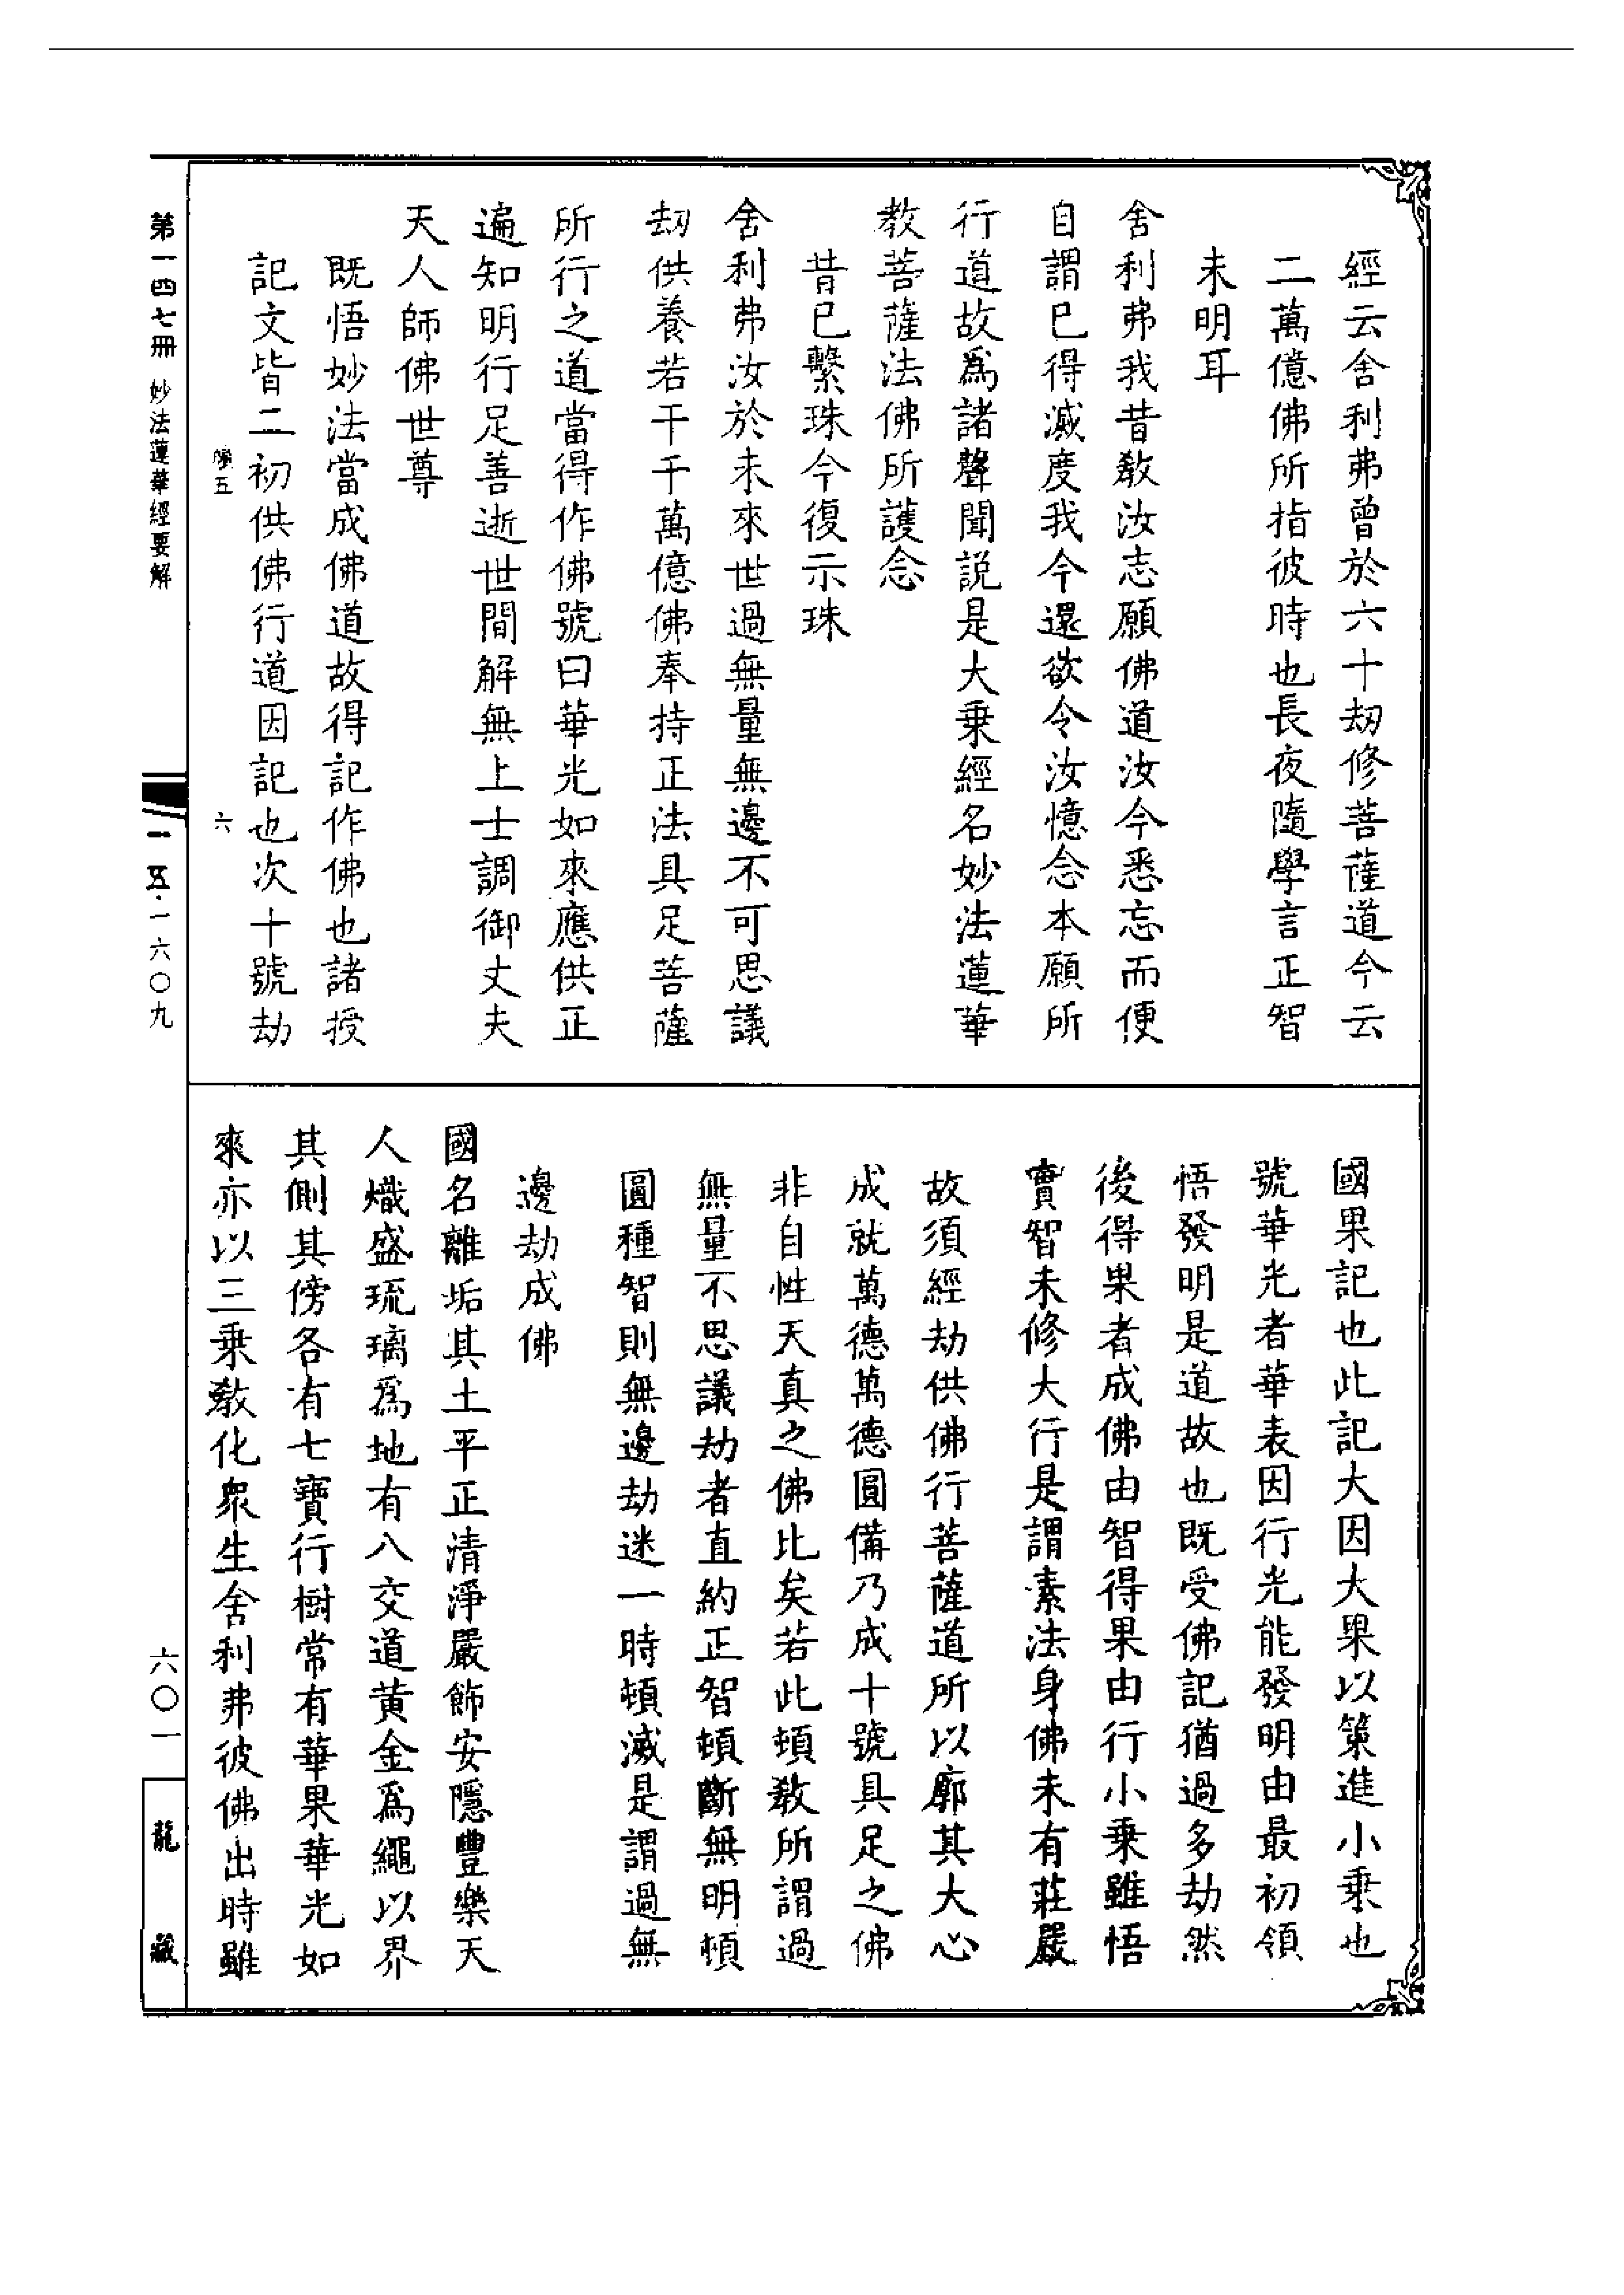 經云舍利弗曾於六十劫修菩薩道今云
二萬億佛所指彼時也長夜隨學言正智
未明耳
舍利弗我昔敎汝志願佛道汝今悉忘而便
自謂已得滅度我今還欲令汝憶念本願所
行道故爲諸聲聞説是大乗經名妙法蓮華
教菩薩法佛所護念
昔已繫珠今復示珠
舍利弗汝於未來世過無量無邊不可思議
劫供養若干千萬億佛奉持正法具足菩薩
所行之道當得作佛號曰華光如來應供正
遍知明行足善逝世間解無上士調御丈夫
天人師佛世尊
既悟妙法當成佛道故得記作佛也諸授
記文皆二初供佛行道因記也次十號劫
國果記也此記大因大果以策進小乗也
號華光者華表因行光能發明由最初領
悟發明是道故也既受佛記猶過多劫然
後得果者成佛由智得果由行小乗雖悟
實智未修大行是謂素法身佛未有莊嚴
故須經劫供佛行菩薩道所以廓其大心
成就萬德萬德圓備乃成十號具足之佛
非自性天真之佛比矣若此頓教所謂過
無量不思議劫者直約正智頓斷無明頓
圓種智則無邊劫迷一時頓滅是謂過無
邊劫成佛
國名離垢其土平正清淨嚴飾安隱豐樂天
人熾盛琉璃爲地有八交道黄金爲繩以界
其側其傍各有七寶行樹常有華果華光如
來亦以三乗敎化衆生舍利弗彼佛出時雖
五
六
第一四七冊 妙法蓮華經要解
一五·一六〇九
六〇一
龍藏